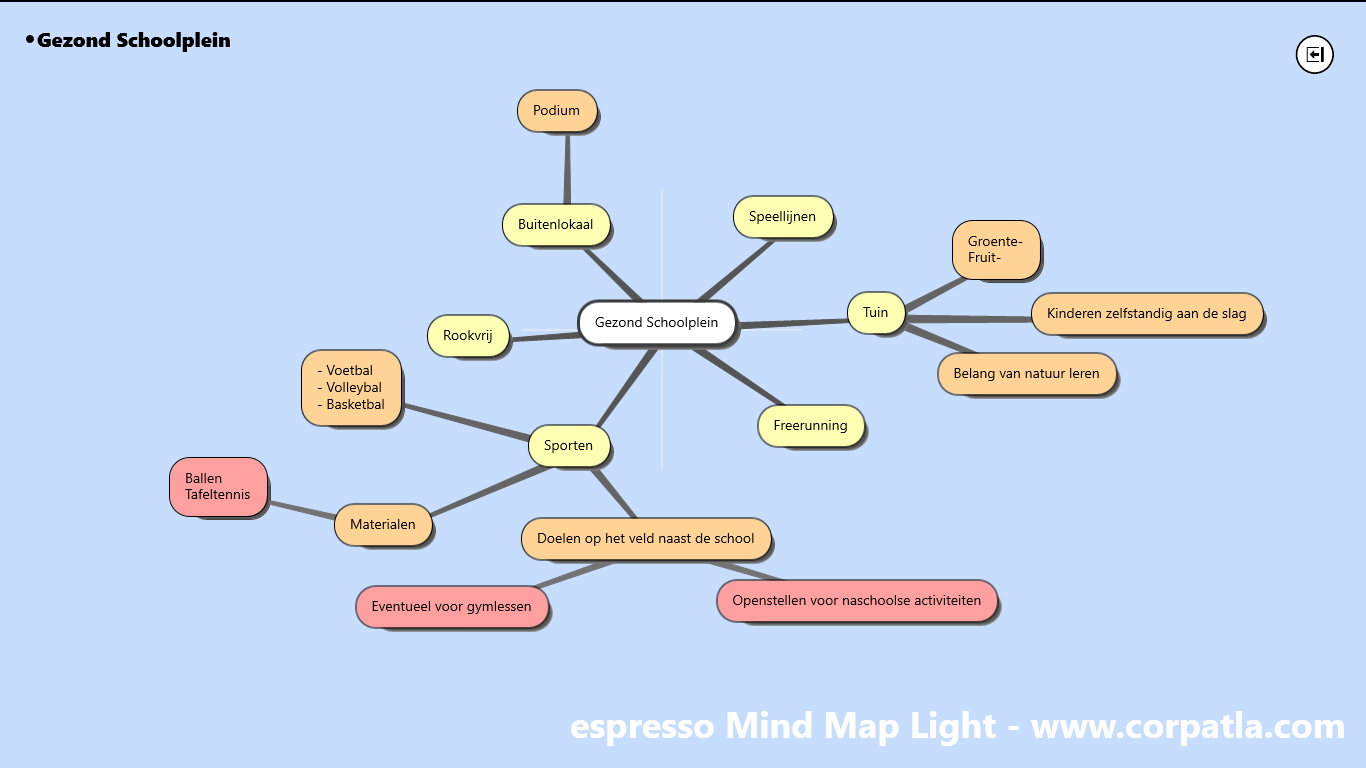 •Gezond Schoolplein
Podium
Buitenlokaal
Speellijnen
Groente-
Fruit-
Tuin
Kinderen zelfstandig aan de slag
Gezond Schoolplein
Rookvrij
Belang van natuur leren
- Voetbal
- Volleybal
- Basketbal
Freerunning
Sporten
Ballen
Tafeltennis
Materialen
Doelen op het veld naast de school
Eventueel voor gymlessen
Openstellen voor naschoolse activiteiten
espresso Mind Map Light - www.corpatla.com